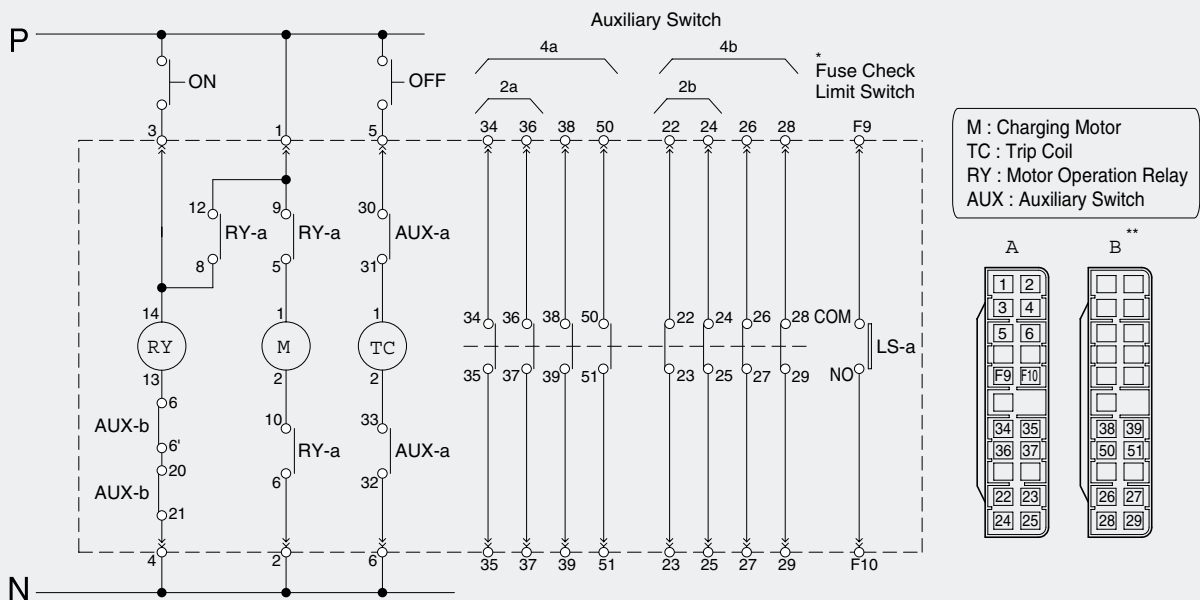 Auxiliary Switch
P
4a
4b
*
Fuse Check
Limit Switch
ON
OFF
2a
2b
3
1
5
34
36
38
50
22
24
26
28
F9
M : Charging Motor
TC : Trip Coil
RY : Motor Operation Relay
AUX : Auxiliary Switch
12
9
30
RY-a
RY-a
AUX-a
8
5
31
14
1
1
34
36
38
50
22
24
26
28
COM
RY
M
TC
LS-a
13
2
2
35
37
39
51
23
25
27
29
NO
6
10
33
AUX-b
6'
RY-a
AUX-a
20
6
32
AUX-b
21
4
2
6
35
37
39
51
23
25
27
29
F10
N
A
B **
1 2
3 4
5 6
F9 F10
34 35
36 37
22 23
24 25
38 39
50 51
26 27
28 29